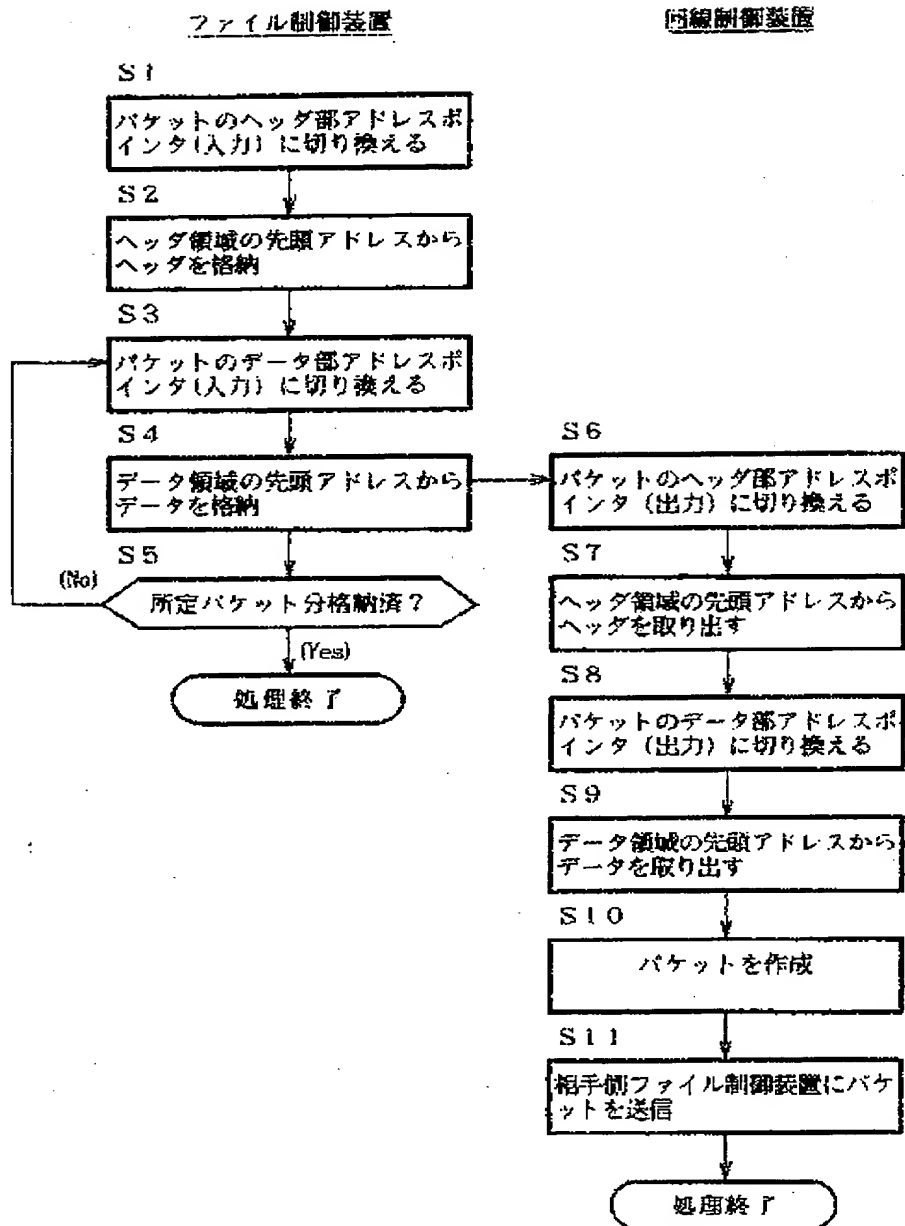 ファイル制御装置
S1
パケットのヘッダ部アドレスポ
インタ(入力)に切り換える
S2
ヘッダ領域の先頭アドレスから
ヘッダを格納
S3
パケットのデータ部アドレスポ
インタ(入力)に切り換える
S4
データ領域の先頭アドレスから
データを格納
S5
(No)
所定パケット分格納済?
(Yes)
処理終了
回線制御装置
S6
パケットのヘッダ部アドレスポ
インタ(出力)に切り換える
S7
ヘッダ領域の先頭アドレスから
ヘッダを取り出す
S8
パケットのデータ部アドレスポ
インタ(出力)に切り換える
S9
データ領域の先頭アドレスから
データを取り出す
S10
パケットを作成
S11
相手側ファイル制御装置にパケ
ットを送信
処理終了